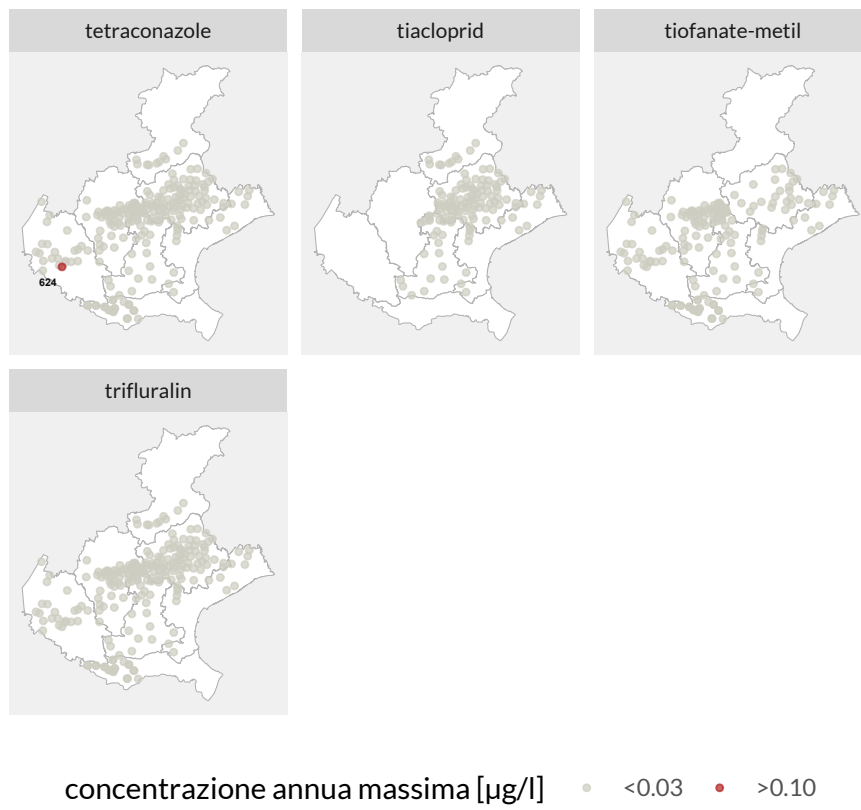 tetraconazole
tiacloprid
tiofanate-metil
624
trifluralin
concentrazione annua massima [µg/l] <0.03 >0.10